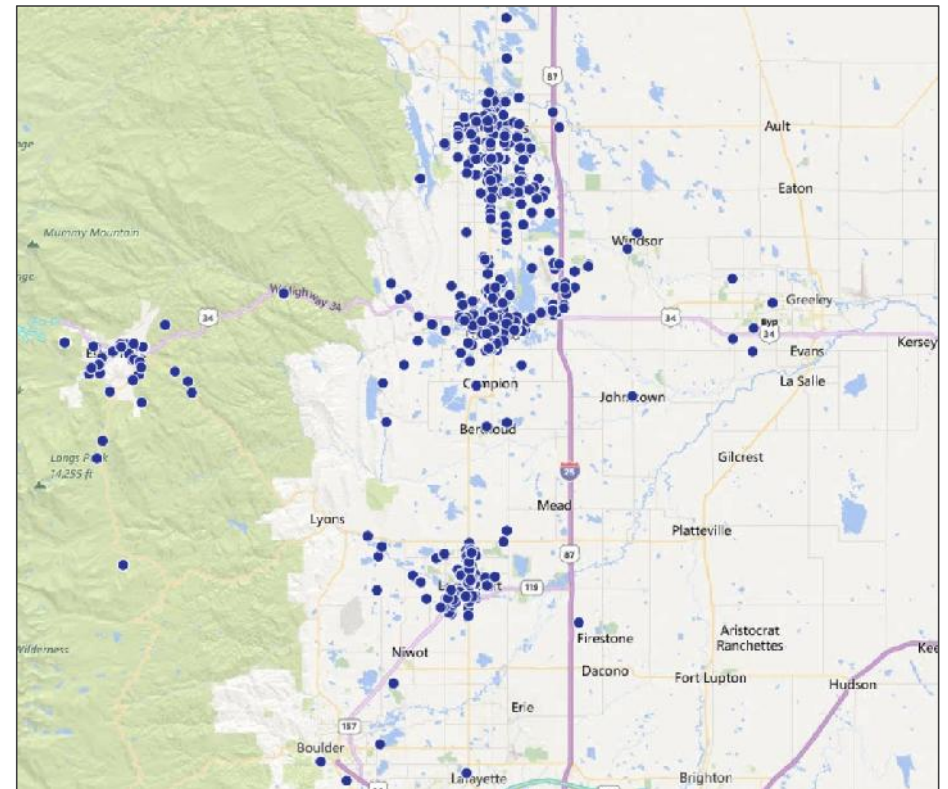 87
Ault
Eaton
Mummy Mountain
Windsor
Greeley
34
34
Byp
34
Kersey
Evans
La Salle
Campion
Johnstown
Berthoud
Longs Peak
14,255 ft
Gilcrest
25
Mead
Lyons
Platteville
87
119
Firestone
Aristocrat
Ranchettes
Niwot
Dacono
Fort Lupton
Hudson
Erie
157
Boulder
Lafayette
Brighton
Wilderness